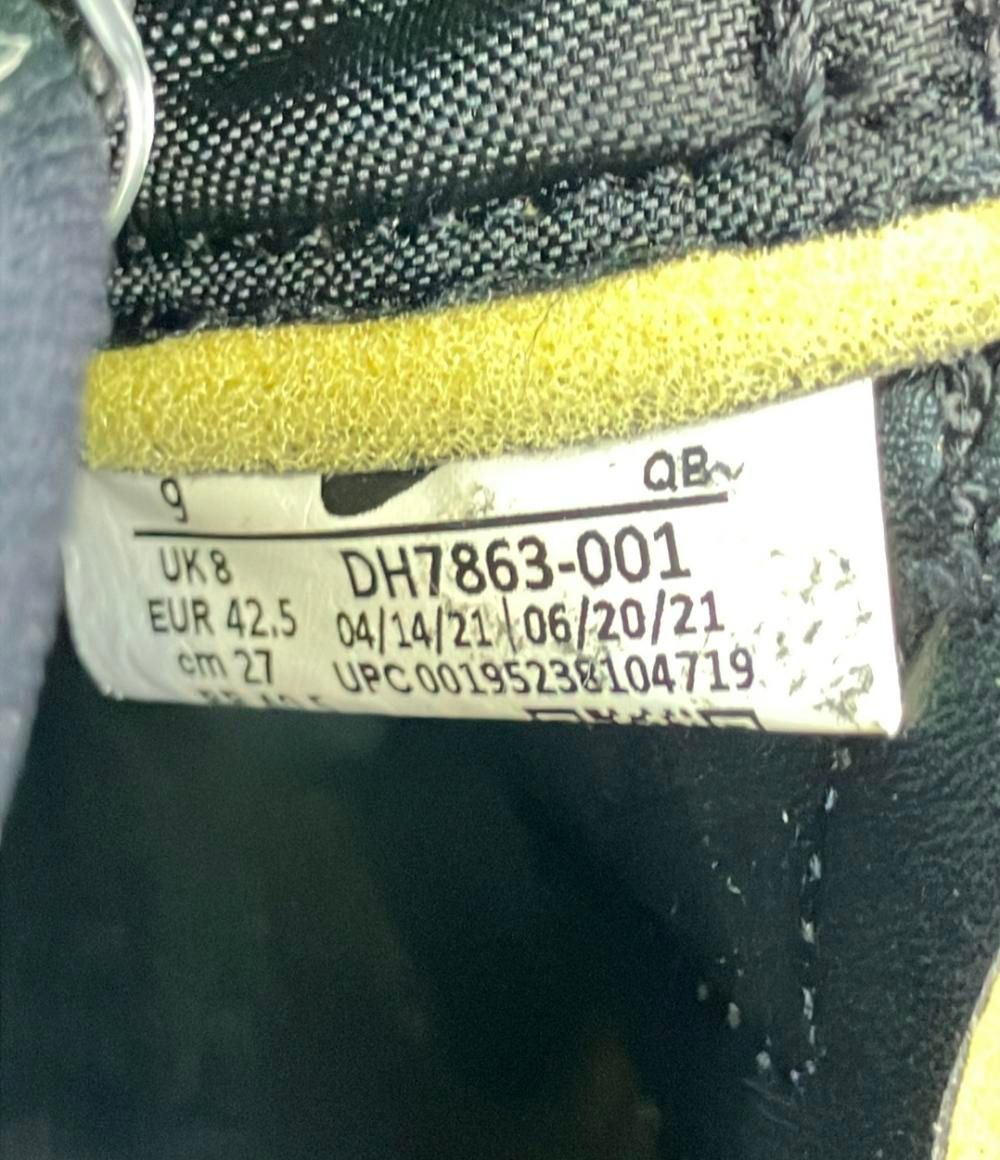 9 QB
UK 8 DH7863-001
EUR 42.5 04/14/21 06/20/21
cm 27 UPC 00195238104719